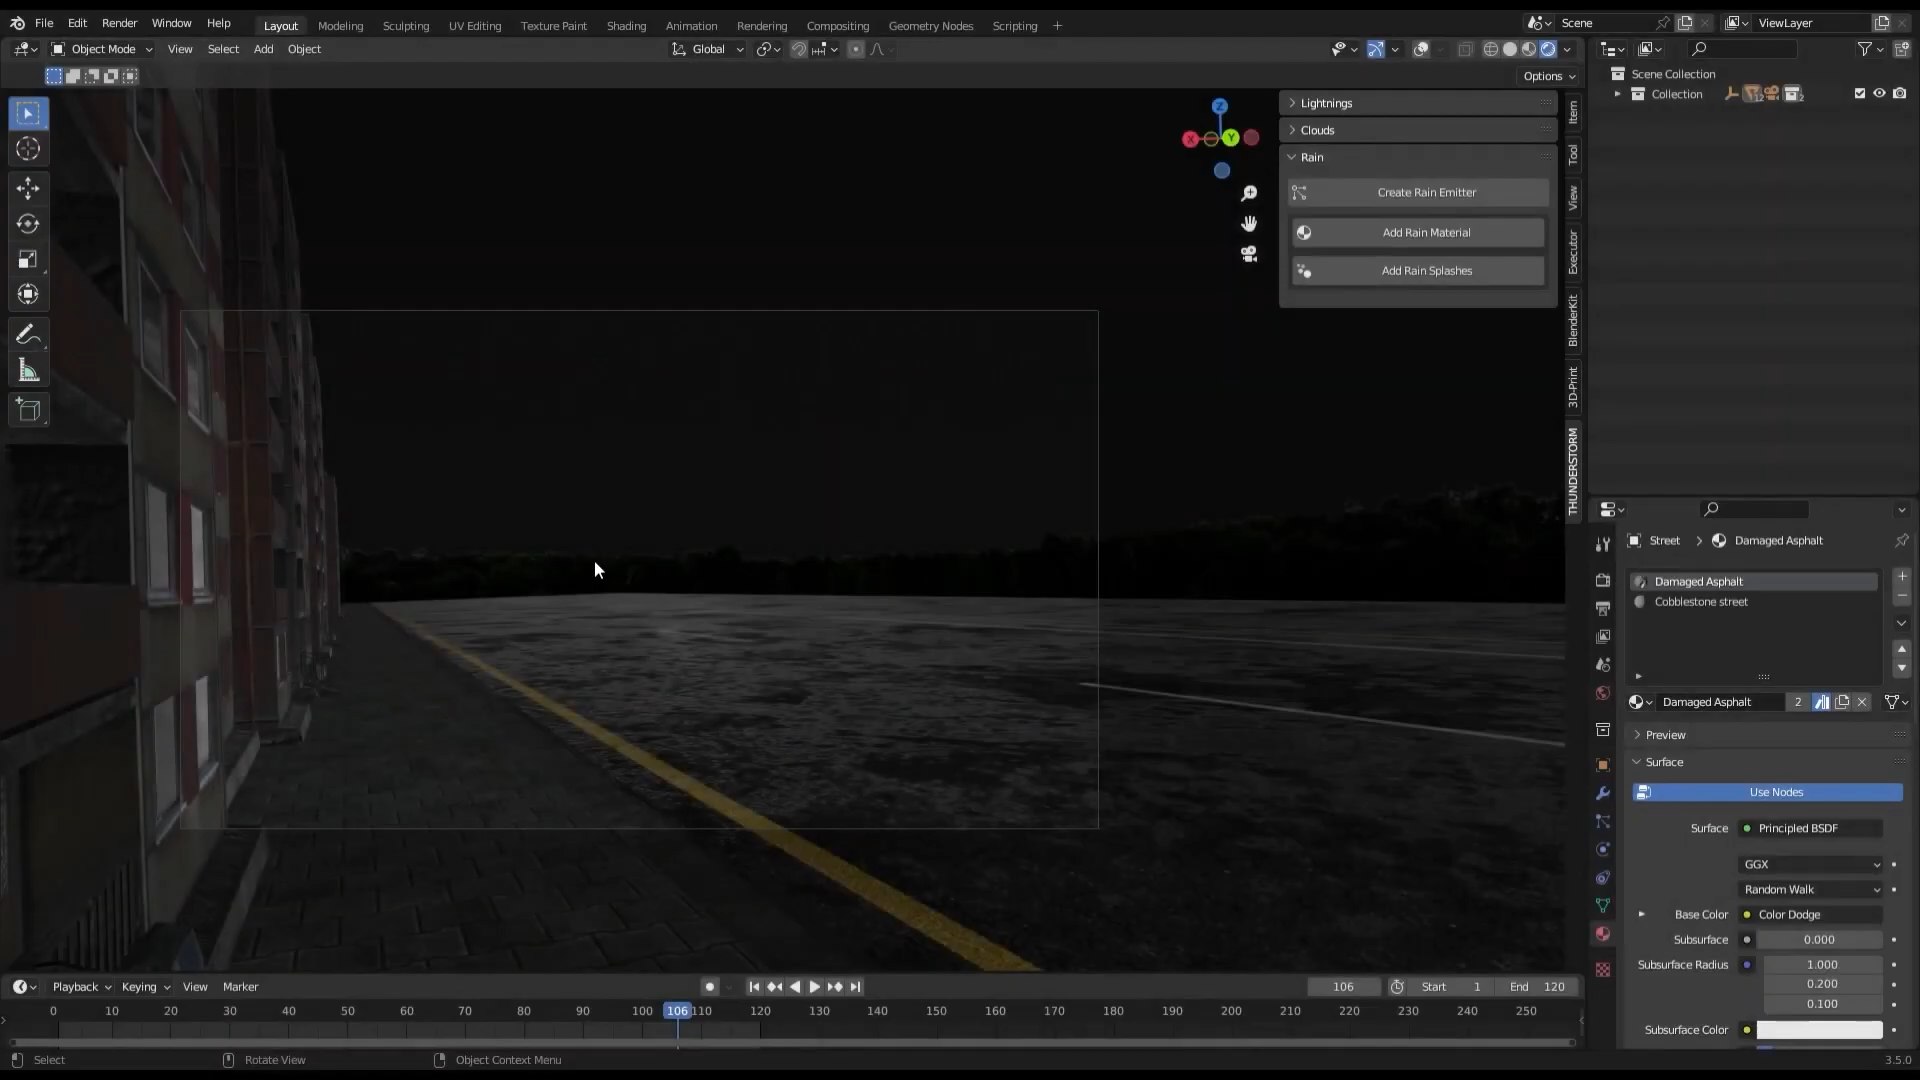 File Edit Render Window Help Layout Modeling Sculpting UV Editing Texture Paint Shading Animation Rendering Compositing Geometry Nodes Scripting + Scene ViewLayer
Object Mode View Select Add Object Global
Options
Scene Collection
Collection 12 2
Lightnings
Clouds
Rain
Create Rain Emitter
Add Rain Material
Add Rain Splashes
Z
X Y
Item
Tool
View
Executor
BlenderKit
3D-Print
THUNDERSTORM
Street > Damaged Asphalt
Damaged Asphalt
Cobblestone street
Damaged Asphalt 2
Preview
Surface
Use Nodes
Surface Principled BSDF
GGX
Random Walk
Base Color Color Dodge
Subsurface 0.000
Subsurface Radius 1.000
0.200
0.100
Subsurface Color
Playback Keying View Marker 106 Start 1 End 120
0 10 20 30 40 50 60 70 80 90 100 106 110 120 130 140 150 160 170 180 190 200 210 220 230 240 250
Select Rotate View Object Context Menu 3.5.0